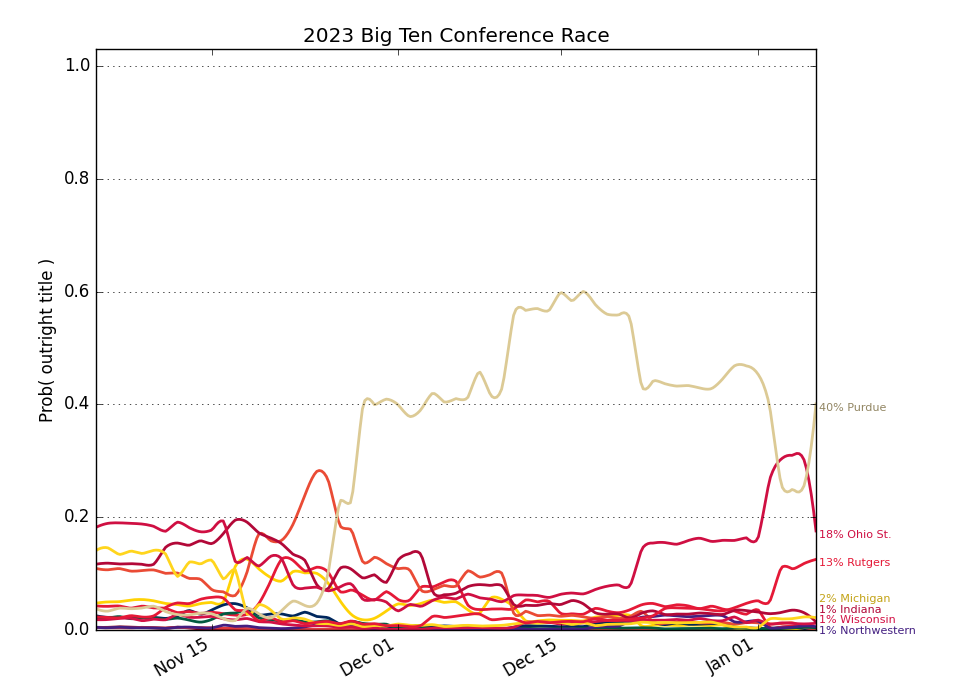 2023 Big Ten Conference Race
Prob( outright title )
1.0
0.8
0.6
0.4
0.2
0.0
Nov 15
Dec 01
Dec 15
Jan 01
40% Purdue
18% Ohio St.
13% Rutgers
2% Michigan
1% Indiana
1% Wisconsin
1% Northwestern